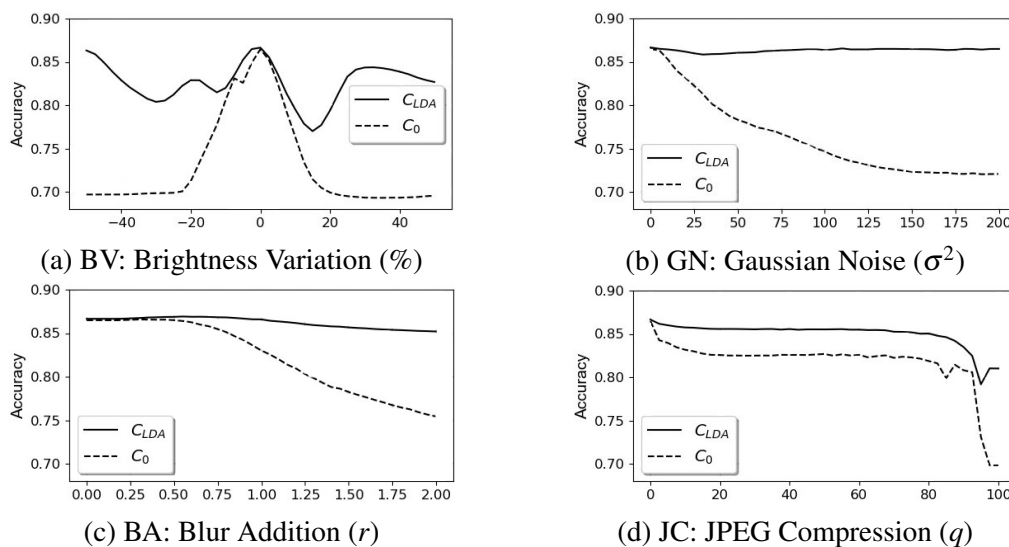 0.90
0.85
0.80
0.75
0.70
Accuracy
C_LDA
C_0
−40 −20 0 20 40
(a) BV: Brightness Variation (%)
0.90
0.85
0.80
0.75
0.70
Accuracy
C_LDA
C_0
0 25 50 75 100 125 150 175 200
(b) GN: Gaussian Noise (σ²)
0.90
0.85
0.80
0.75
0.70
Accuracy
C_LDA
C_0
0.00 0.25 0.50 0.75 1.00 1.25 1.50 1.75 2.00
(c) BA: Blur Addition (r)
0.90
0.85
0.80
0.75
0.70
Accuracy
C_LDA
C_0
0 20 40 60 80 100
(d) JC: JPEG Compression (q)